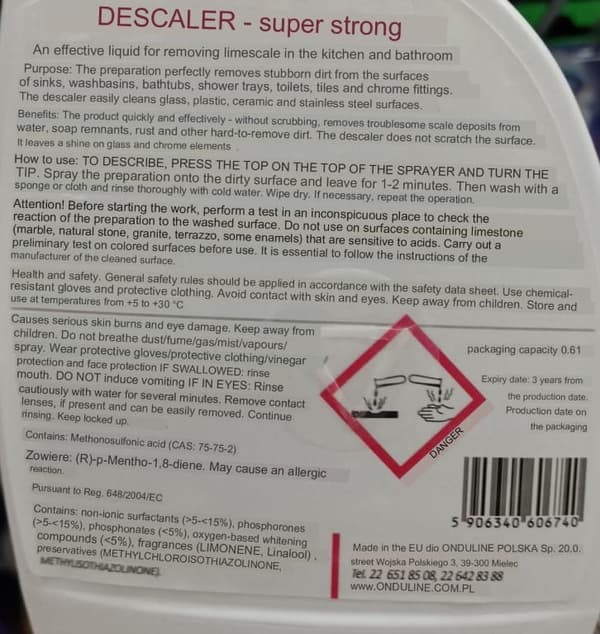 DESCALER - super strong
An effective liquid for removing limescale in the kitchen and bathroom
Purpose: The preparation perfectly removes stubborn dirt from the surfaces
of sinks, washbasins, bathtubs, shower trays, toilets, tiles and chrome fittings.
The descaler easily cleans glass, plastic, ceramic and stainless steel surfaces.
Benefits: The product quickly and effectively - without scrubbing, removes troublesome scale deposits from
water, soap remnants, rust and other hard-to-remove dirt. The descaler does not scratch the surface.
It leaves a shine on glass and chrome elements
How to use: TO DESCRIBE, PRESS THE TOP ON THE TOP OF THE SPRAYER AND TURN THE
TIP. Spray the preparation onto the dirty surface and leave for 1-2 minutes. Then wash with a
sponge or cloth and rinse thoroughly with cold water. Wipe dry. If necessary, repeat the operation.
Attention! Before starting the work, perform a test in an inconspicuous place to check the
reaction of the preparation to the washed surface. Do not use on surfaces containing limestone
(marble, natural stone, granite, terrazzo, some enamels) that are sensitive to acids. Carry out a
preliminary test on colored surfaces before use. It is essential to follow the instructions of the
manufacturer of the cleaned surface.
Health and safety. General safety rules should be applied in accordance with the safety data sheet. Use chemical-
resistant gloves and protective clothing. Avoid contact with skin and eyes. Keep away from children. Store and
use at temperatures from +5 to +30 °C
Causes serious skin burns and eye damage. Keep away from
children. Do not breathe dust/fume/gas/mist/vapours/
spray. Wear protective gloves/protective clothing/vinegar
protection and face protection IF SWALLOWED: rinse
mouth. DO NOT induce vomiting IF IN EYES: Rinse
cautiously with water for several minutes. Remove contact
lenses, if present and can be easily removed. Continue
rinsing. Keep locked up.
Contains: Methonosulfonic acid (CAS: 75-75-2)
Zowiere: (R)-p-Mentho-1,8-diene. May cause an allergic
reaction.
Pursuant to Reg. 648/2004/EC
Contains: non-ionic surfactants (>5-<15%), phosphorones
(>5-<15%), phosphonates (<5%), oxygen-based whitening
compounds (<5%), fragrances (LIMONENE, Linalool) .
preservatives (METHYLCHLOROISOTHIAZOLINONE,
METHYLISOTHIAZOLINONE).
DANGER
packaging capacity 0.61
Expiry date: 3 years from
the production date.
Production date on
the packaging
5 906340 606740
Made in the EU dio ONDULINE POLSKA Sp. 20.0.
street Wojska Polskiego 3, 39-300 Mielec
Tel. 22 651 85 08, 22 642 83 88
www.ONDULINE.COM.PL